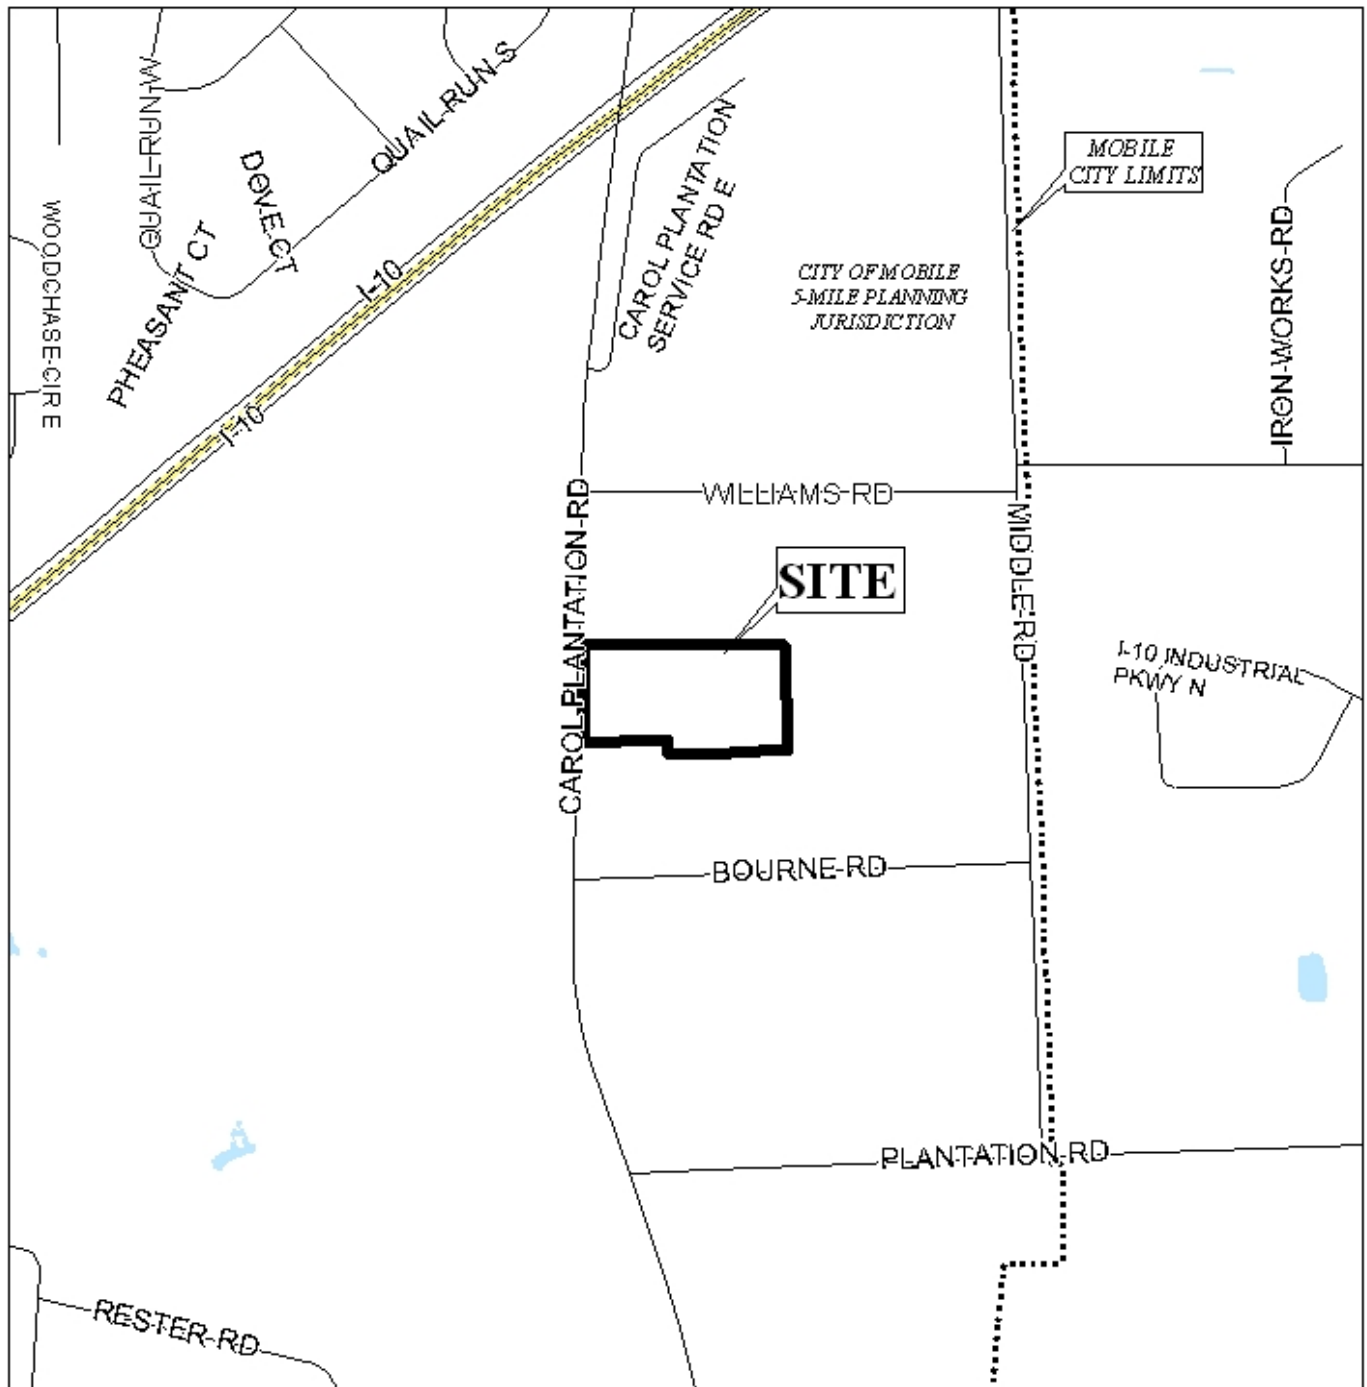 QUAIL RUN W
QUAIL RUN S
DOVE CT
PHEASANT CT
WOODCHASE CIR E
I-10
I-10
CAROL PLANTATION
SERVICE RD E
MOBILE
CITY LIMITS
CITY OF MOBILE
5-MILE PLANNING
JURISDICTION
IRON WORKS RD
WILLIAMS RD
CAROL PLANTATION RD
MIDDLE RD
SITE
I-10 INDUSTRIAL
PKWY N
BOURNE RD
PLANTATION RD
RESTER RD